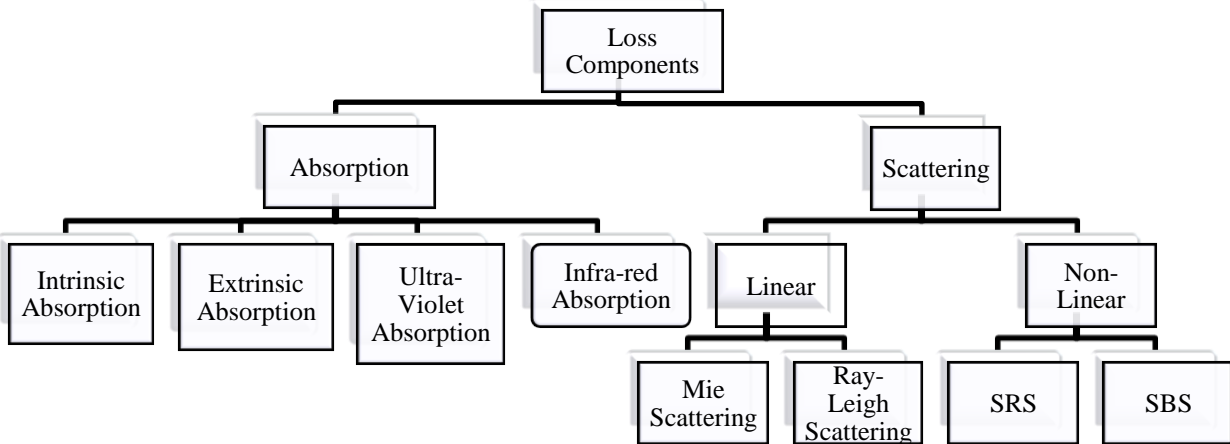 Loss
Components
Absorption
Scattering
Intrinsic
Absorption
Extrinsic
Absorption
Ultra-
Violet
Absorption
Infra-red
Absorption
Linear
Non-
Linear
Mie
Scattering
Ray-
Leigh
Scattering
SRS
SBS